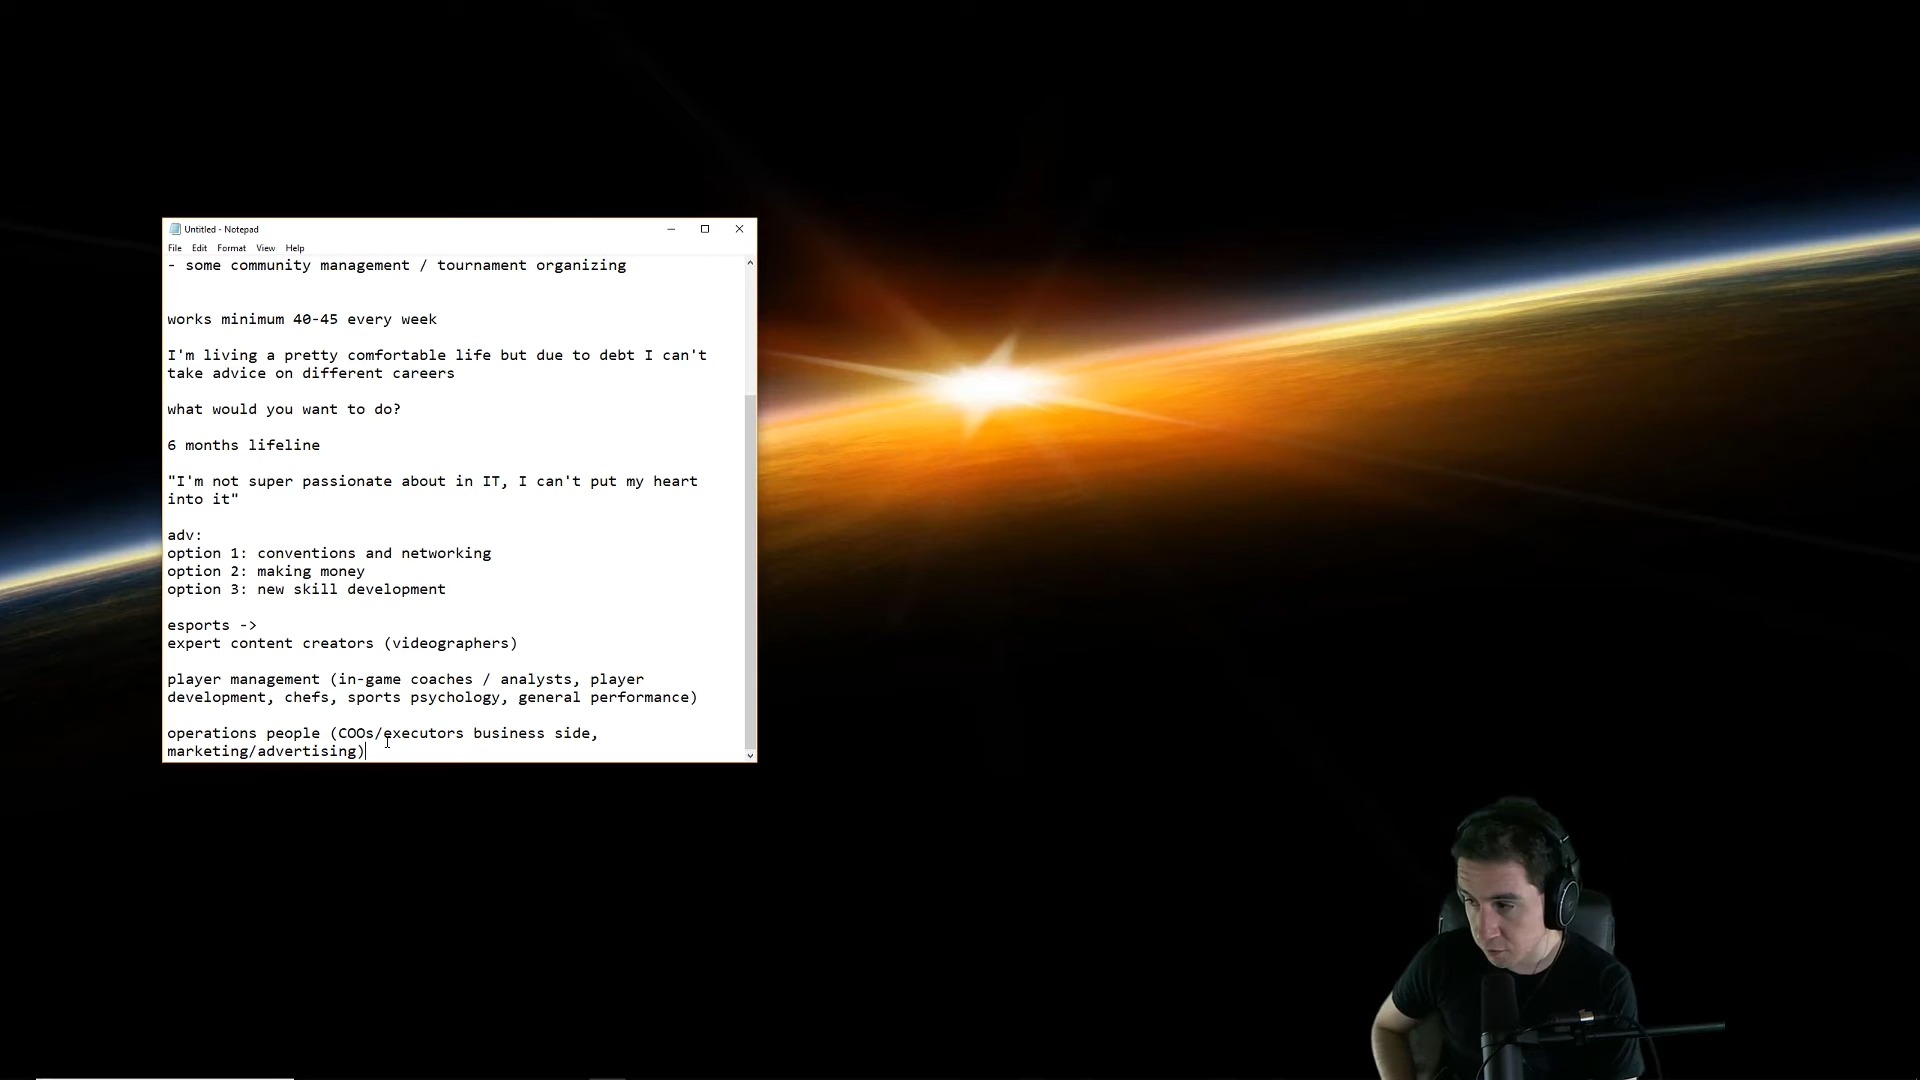 Untitled - Notepad
File Edit Format View Help
- some community management / tournament organizing
works minimum 40-45 every week
I'm living a pretty comfortable life but due to debt I can't
take advice on different careers
what would you want to do?
6 months lifeline
"I'm not super passionate about in IT, I can't put my heart
into it"
adv:
option 1: conventions and networking
option 2: making money
option 3: new skill development
esports ->
expert content creators (videographers)
player management (in-game coaches / analysts, player
development, chefs, sports psychology, general performance)
operations people (COOs/executors business side,
marketing/advertising)